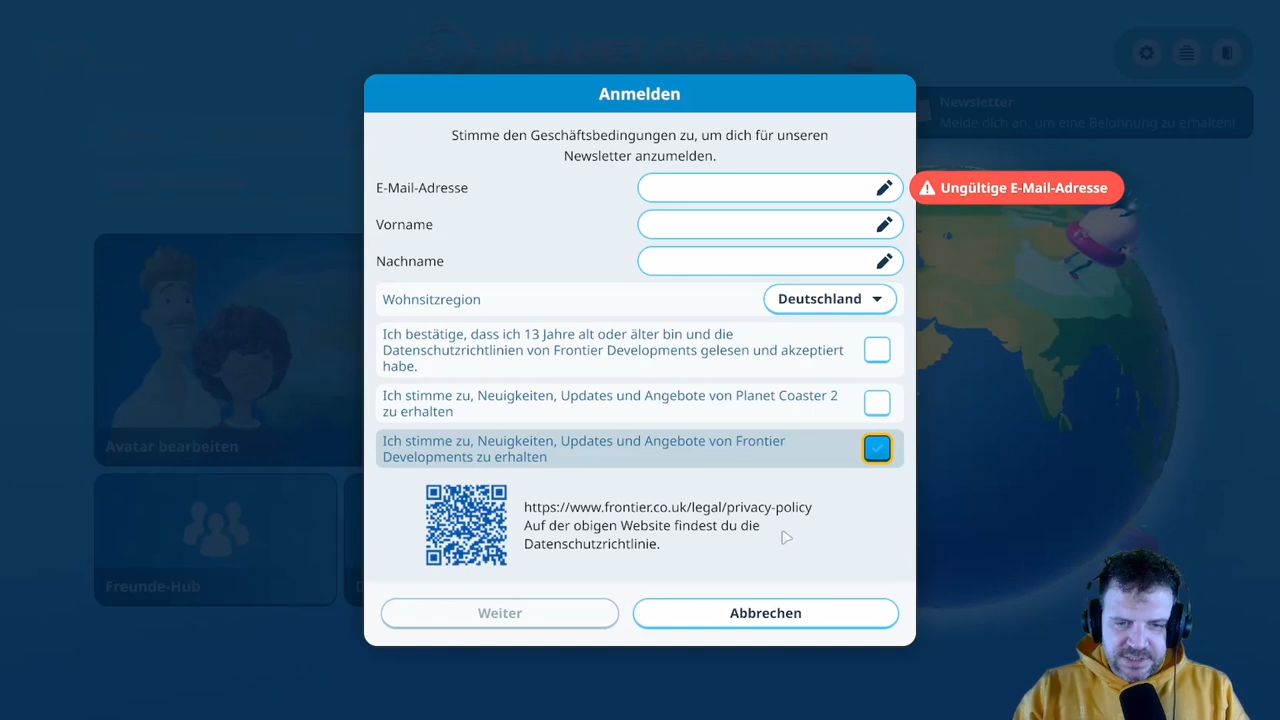 PLANET COASTER 2
Anmelden
Newsletter
Melde dich an, um eine Belohnung zu erhalten!
Stimme den Geschäftsbedingungen zu, um dich für unseren
Newsletter anzumelden.
E-Mail-Adresse
Ungültige E-Mail-Adresse
Vorname
Nachname
Wohnsitzregion
Deutschland
Ich bestätige, dass ich 13 Jahre alt oder älter bin und die
Datenschutzrichtlinien von Frontier Developments gelesen und akzeptiert
habe.
Ich stimme zu, Neuigkeiten, Updates und Angebote von Planet Coaster 2
zu erhalten
Avatar bearbeiten
Ich stimme zu, Neuigkeiten, Updates und Angebote von Frontier
Developments zu erhalten
https://www.frontier.co.uk/legal/privacy-policy
Auf der obigen Website findest du die
Datenschutzrichtlinie.
Freunde-Hub
Weiter
Abbrechen